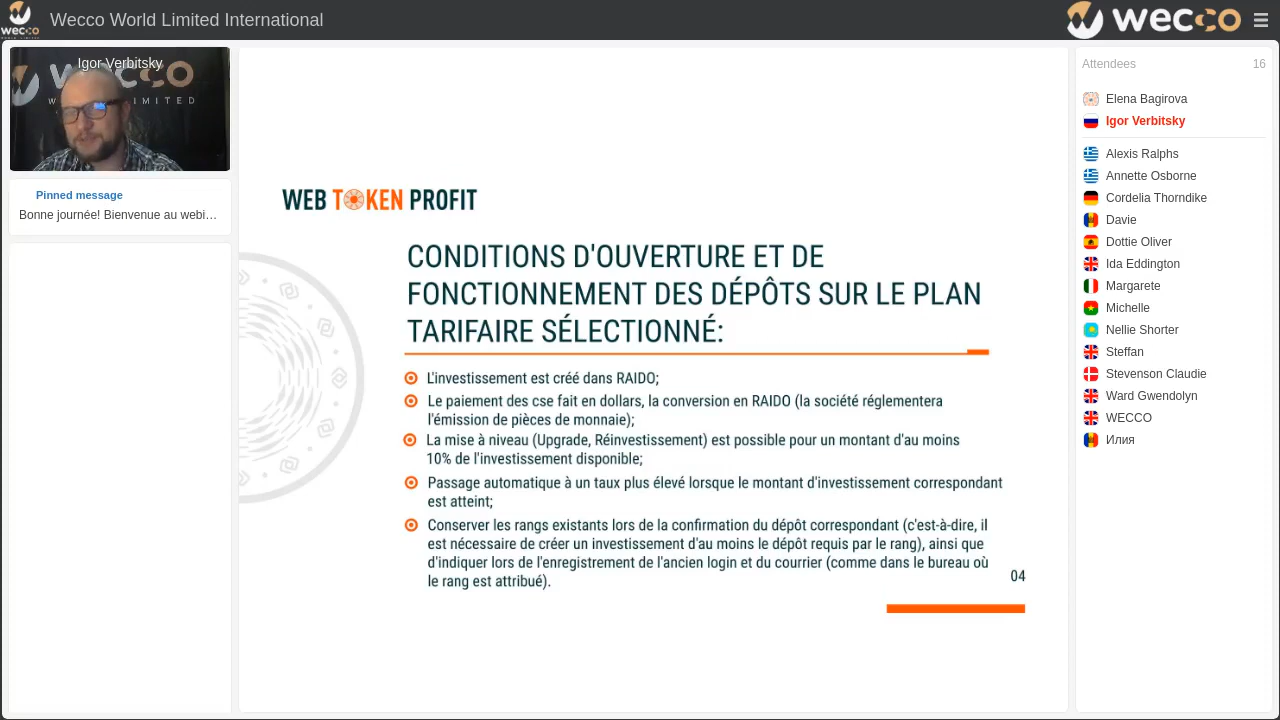 Wecco World Limited International
wecco
wecco
Igor Verbitsky
wecco
Pinned message
Bonne journée! Bienvenue au webi…
WEB TOKEN PROFIT
CONDITIONS D'OUVERTURE ET DE
FONCTIONNEMENT DES DÉPÔTS SUR LE PLAN
TARIFAIRE SÉLECTIONNÉ:
L'investissement est créé dans RAIDO;
Le paiement des cse fait en dollars, la conversion en RAIDO (la société réglementera
l'émission de pièces de monnaie);
La mise à niveau (Upgrade, Réinvestissement) est possible pour un montant d'au moins
10% de l'investissement disponible;
Passage automatique à un taux plus élevé lorsque le montant d'investissement correspondant
est atteint;
Conserver les rangs existants lors de la confirmation du dépôt correspondant (c'est-à-dire, il
est nécessaire de créer un investissement d'au moins le dépôt requis par le rang), ainsi que
d'indiquer lors de l'enregistrement de l'ancien login et du courrier (comme dans le bureau où
le rang est attribué).
04
Attendees 16
Elena Bagirova
Igor Verbitsky
Alexis Ralphs
Annette Osborne
Cordelia Thorndike
Davie
Dottie Oliver
Ida Eddington
Margarete
Michelle
Nellie Shorter
Steffan
Stevenson Claudie
Ward Gwendolyn
WECCO
Илия